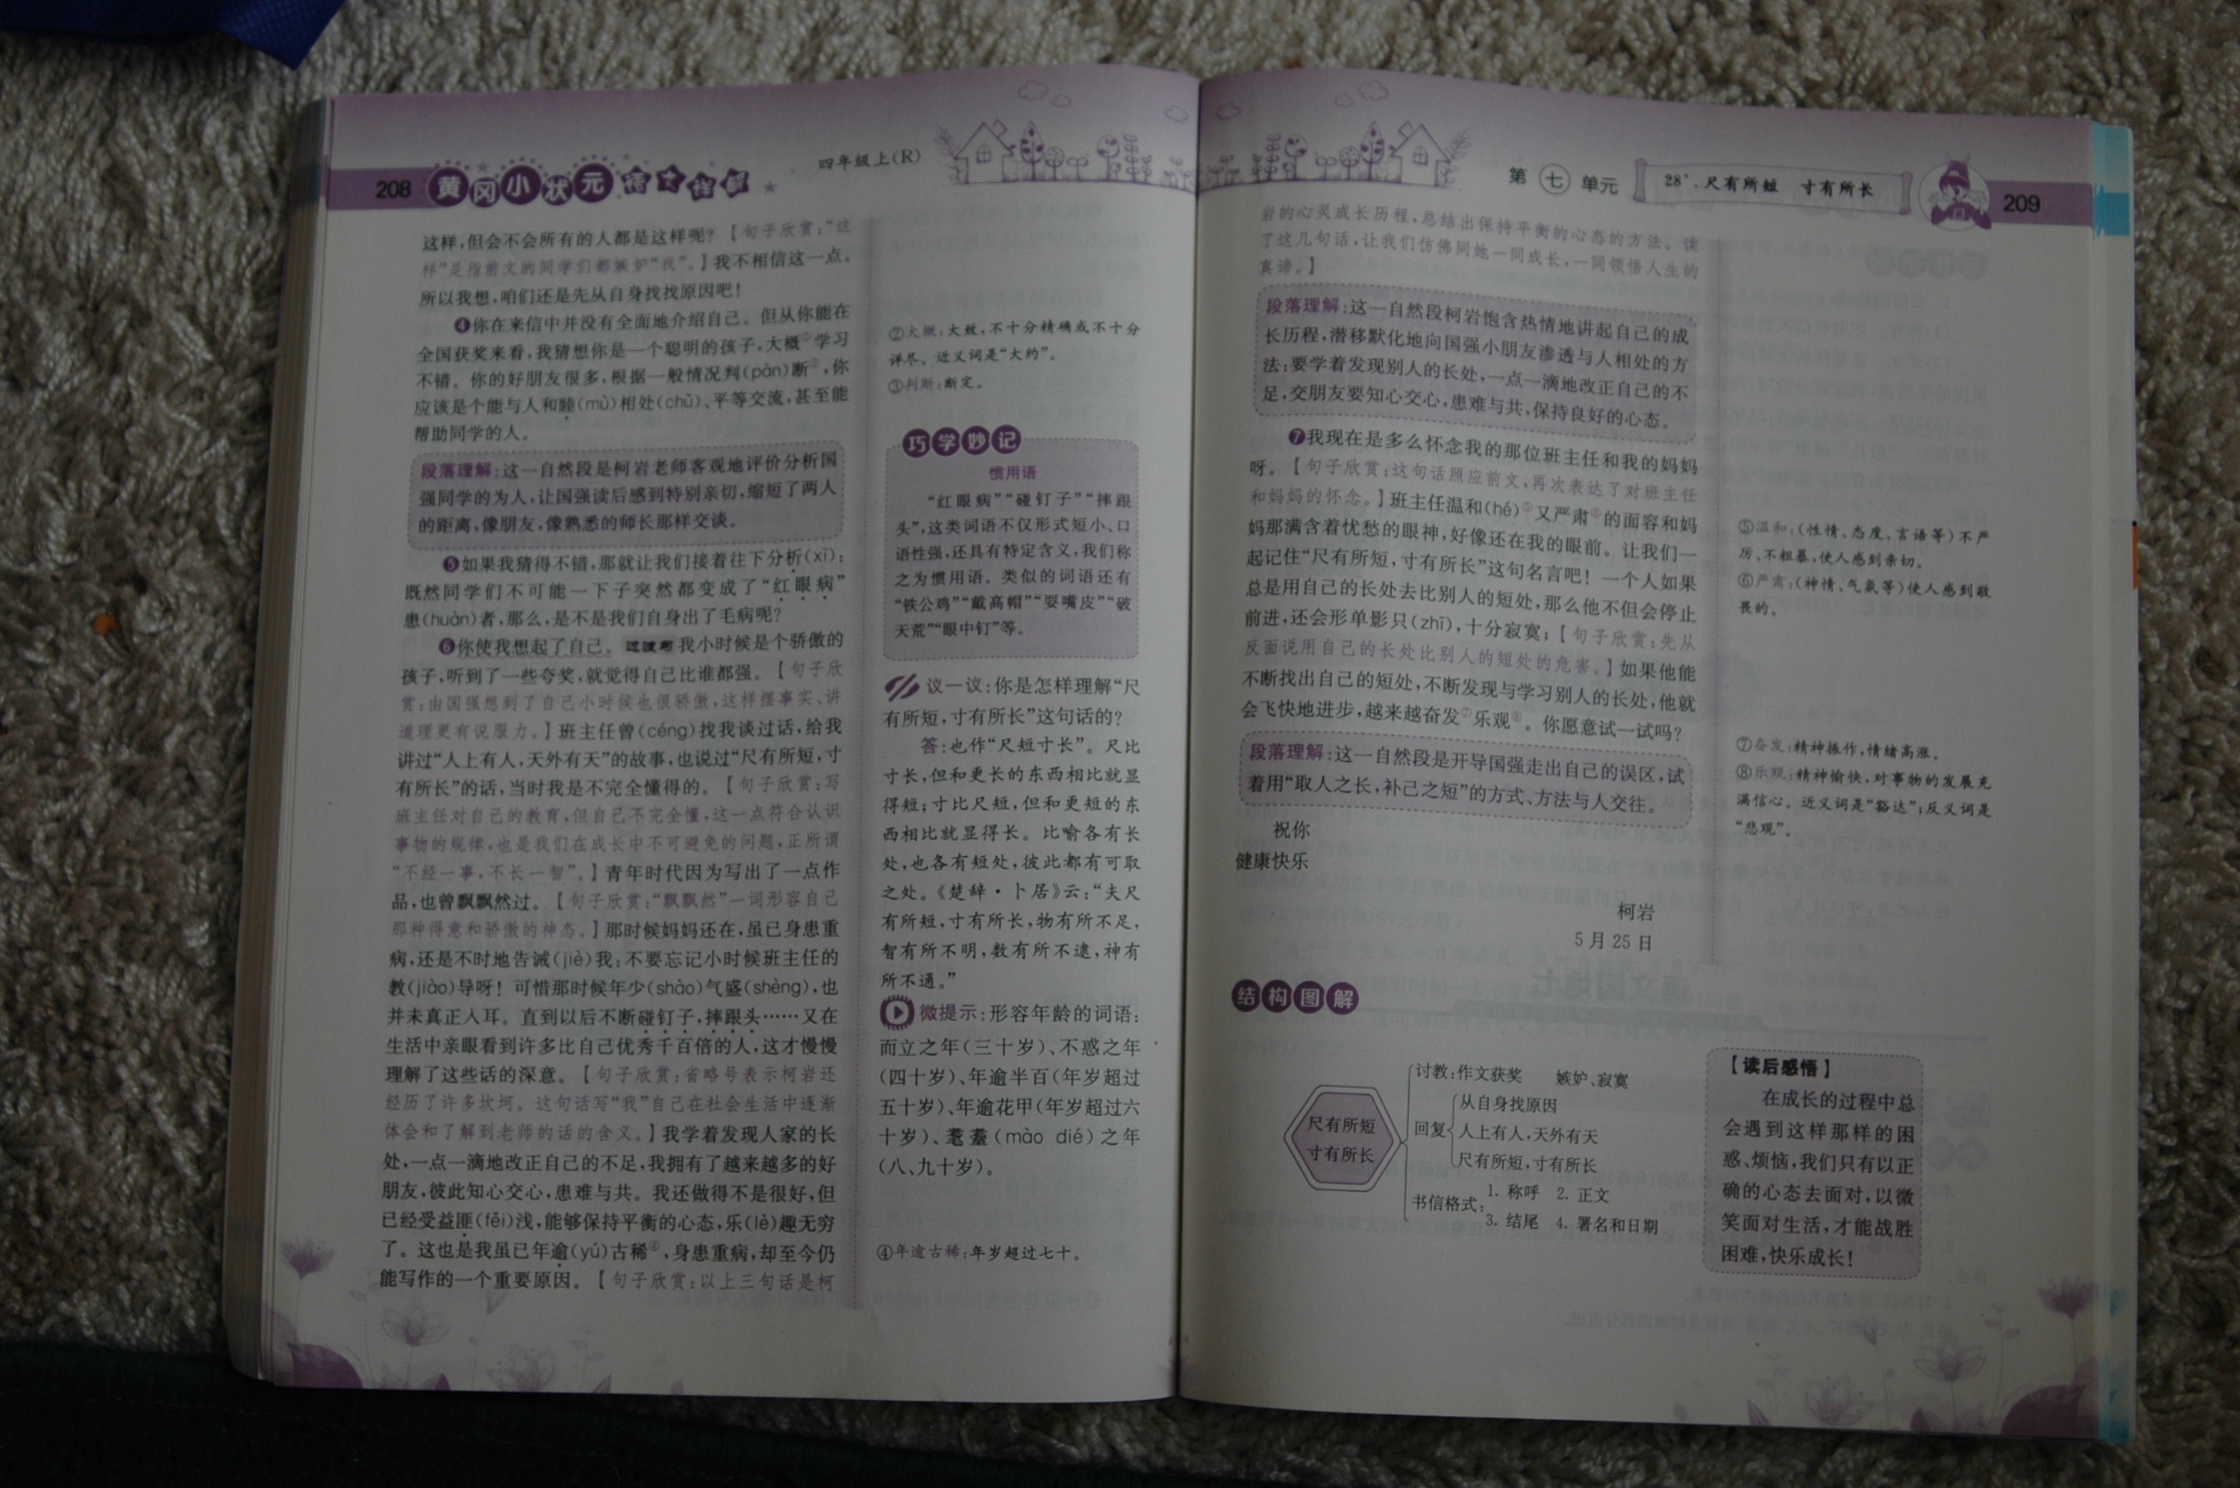 208 黄冈小状元 语文详解 四年级上(R)
这样,但会不会所有的人都是这样呢?【句子欣赏:“这
样”是指前文的同学们都嫉妒“我”。】我不相信这一点。
所以我想,咱们还是先从自身找找原因吧!
❹你在来信中并没有全面地介绍自己。但从你能在
全国获奖来看,我猜想你是一个聪明的孩子,大概②学习
不错。你的好朋友很多,根据一般情况判(pàn)断③,你
应该是个能与人和睦(mù)相处(chǔ)、平等交流,甚至能
帮助同学的人。
段落理解:这一自然段是柯岩老师客观地评价分析国
强同学的为人,让国强读后感到特别亲切,缩短了两人
的距离,像朋友,像熟悉的师长那样交谈。
❺如果我猜得不错,那就让我们接着往下分析(xī):
既然同学们不可能一下子突然都变成了“红眼病”
患(huàn)者,那么,是不是我们自身出了毛病呢?
❻你使我想起了自己。过渡句 我小时候是个骄傲的
孩子,听到了一些夸奖,就觉得自己比谁都强。【句子欣
赏:由国强想到了自己小时候也很骄傲,这样摆事实、讲
道理更有说服力。】班主任曾(céng)找我谈过话,给我
讲过“人上有人,天外有天”的故事,也说过“尺有所短,寸
有所长”的话,当时我是不完全懂得的。【句子欣赏:写
班主任对自己的教育,但自己不完全懂,这一点符合认识
事物的规律,也是我们在成长中不可避免的问题,正所谓
“不经一事,不长一智”。】青年时代因为写出了一点作
品,也曾飘飘然过。【句子欣赏:“飘飘然”一词形容自己
那种得意和骄傲的神态。】那时候妈妈还在,虽已身患重
病,还是不时地告诫(jiè)我:不要忘记小时候班主任的
教(jiào)导呀!可惜那时候年少(shào)气盛(shèng),也
并未真正入耳。直到以后不断碰钉子,摔跟头……又在
生活中亲眼看到许多比自己优秀千百倍的人,这才慢慢
理解了这些话的深意。【句子欣赏:省略号表示柯岩还
经历了许多坎坷。这句话写“我”自己在社会生活中逐渐
体会和了解到老师的话的含义。】我学着发现人家的长
处,一点一滴地改正自己的不足,我拥有了越来越多的好
朋友,彼此知心交心,患难与共。我还做得不是很好,但
已经受益匪(fěi)浅,能够保持平衡的心态,乐(lè)趣无穷
了。这也是我虽已年逾(yú)古稀④,身患重病,却至今仍
能写作的一个重要原因。【句子欣赏:以上三句话是柯
②大概:大致,不十分精确或不十分
详尽。近义词是“大约”。
③判断:断定。
巧学妙记
惯用语
“红眼病”“碰钉子”“摔跟
头”,这类词语不仅形式短小、口
语性强,还具有特定含义,我们称
之为惯用语。类似的词语还有
“铁公鸡”“戴高帽”“耍嘴皮”“破
天荒”“眼中钉”等。
议一议:你是怎样理解“尺
有所短,寸有所长”这句话的?
答:也作“尺短寸长”。尺比
寸长,但和更长的东西相比就显
得短;寸比尺短,但和更短的东
西相比就显得长。比喻各有长
处,也各有短处,彼此都有可取
之处。《楚辞·卜居》云:“夫尺
有所短,寸有所长,物有所不足,
智有所不明,数有所不逮,神有
所不通。”
微提示:形容年龄的词语:
而立之年(三十岁)、不惑之年
(四十岁)、年逾半百(年岁超过
五十岁)、年逾花甲(年岁超过六
十岁)、耄耋(mào dié)之年
(八、九十岁)。
④年逾古稀:年岁超过七十。
第七单元 28*.尺有所短 寸有所长 209
岩的心灵成长历程,总结出保持平衡的心态的方法。读
了这几句话,让我们仿佛同她一同成长,一同领悟人生的
真谛。】
段落理解:这一自然段柯岩饱含热情地讲起自己的成
长历程,潜移默化地向国强小朋友渗透与人相处的方
法:要学着发现别人的长处,一点一滴地改正自己的不
足,交朋友要知心交心,患难与共,保持良好的心态。
❼我现在是多么怀念我的那位班主任和我的妈妈
呀。【句子欣赏:这句话照应前文,再次表达了对班主任
和妈妈的怀念。】班主任温和(hé)⑤又严肃⑥的面容和妈
妈那满含着忧愁的眼神,好像还在我的眼前。让我们一
起记住“尺有所短,寸有所长”这句名言吧!一个人如果
总是用自己的长处去比别人的短处,那么他不但会停止
前进,还会形单影只(zhī),十分寂寞;【句子欣赏:先从
反面说用自己的长处比别人的短处的危害。】如果他能
不断找出自己的短处,不断发现与学习别人的长处,他就
会飞快地进步,越来越奋发⑦乐观⑧。你愿意试一试吗?
段落理解:这一自然段是开导国强走出自己的误区,试
着用“取人之长,补己之短”的方式、方法与人交往。
祝你
健康快乐
柯岩
5月25日
⑤温和:(性情、态度、言语等)不严
厉、不粗暴,使人感到亲切。
⑥严肃:(神情、气氛等)使人感到敬
畏的。
⑦奋发:精神振作,情绪高涨。
⑧乐观:精神愉快,对事物的发展充
满信心。近义词是“豁达”;反义词是
“悲观”。
结构图解
尺有所短
寸有所长
讨教:作文获奖 嫉妒、寂寞
回复
从自身找原因
人上有人,天外有天
尺有所短,寸有所长
书信格式:
1. 称呼 2. 正文
3. 结尾 4. 署名和日期
【读后感悟】
在成长的过程中总
会遇到这样那样的困
惑、烦恼,我们只有以正
确的心态去面对,以微
笑面对生活,才能战胜
困难,快乐成长!